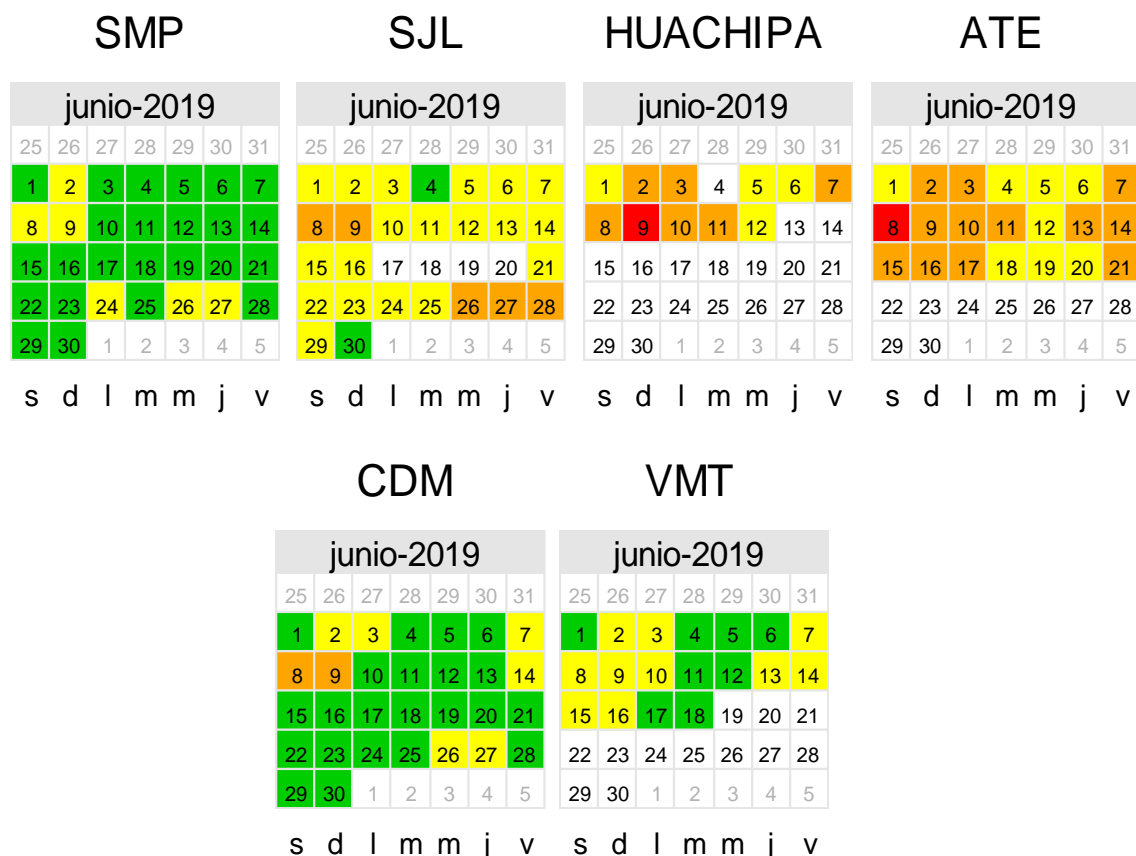 SMP SJL HUACHIPA ATE
junio-2019 junio-2019 junio-2019 junio-2019
25 26 27 28 29 30 31 25 26 27 28 29 30 31 25 26 27 28 29 30 31 25 26 27 28 29 30 31
1 2 3 4 5 6 7 1 2 3 4 5 6 7 1 2 3 4 5 6 7 1 2 3 4 5 6 7
8 9 10 11 12 13 14 8 9 10 11 12 13 14 8 9 10 11 12 13 14 8 9 10 11 12 13 14
15 16 17 18 19 20 21 15 16 17 18 19 20 21 15 16 17 18 19 20 21 15 16 17 18 19 20 21
22 23 24 25 26 27 28 22 23 24 25 26 27 28 22 23 24 25 26 27 28 22 23 24 25 26 27 28
29 30 1 2 3 4 5 29 30 1 2 3 4 5 29 30 1 2 3 4 5 29 30 1 2 3 4 5
s d l m m j v s d l m m j v s d l m m j v s d l m m j v
CDM VMT
junio-2019 junio-2019
25 26 27 28 29 30 31 25 26 27 28 29 30 31
1 2 3 4 5 6 7 1 2 3 4 5 6 7
8 9 10 11 12 13 14 8 9 10 11 12 13 14
15 16 17 18 19 20 21 15 16 17 18 19 20 21
22 23 24 25 26 27 28 22 23 24 25 26 27 28
29 30 1 2 3 4 5 29 30 1 2 3 4 5
s d l m m j v s d l m m j v